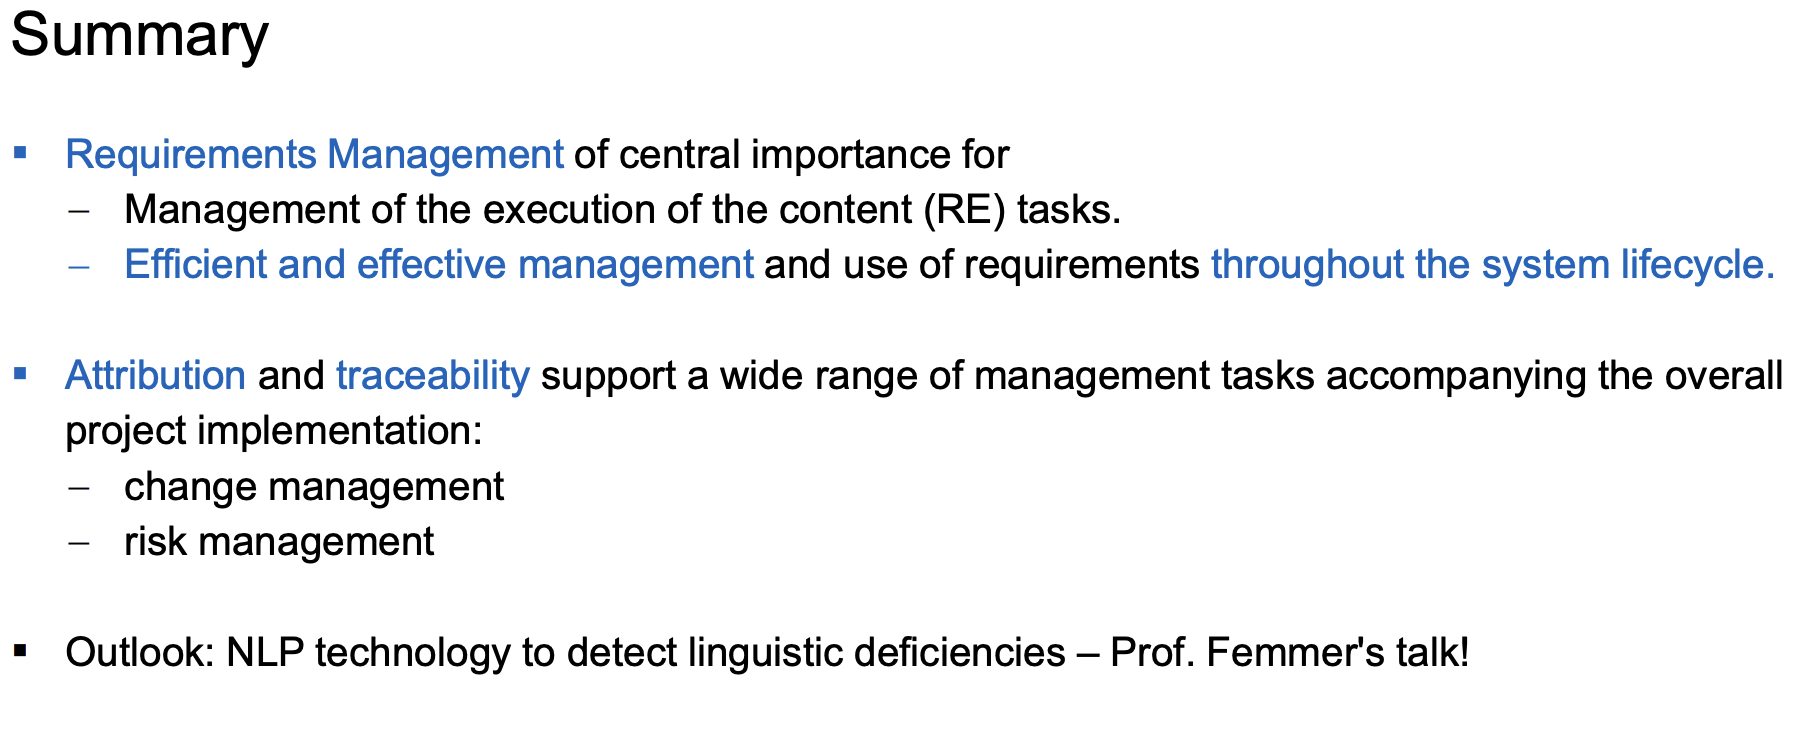 Summary
▪ Requirements Management of central importance for
– Management of the execution of the content (RE) tasks.
– Efficient and effective management and use of requirements throughout the system lifecycle.
▪ Attribution and traceability support a wide range of management tasks accompanying the overall
project implementation:
– change management
– risk management
▪ Outlook: NLP technology to detect linguistic deficiencies – Prof. Femmer's talk!